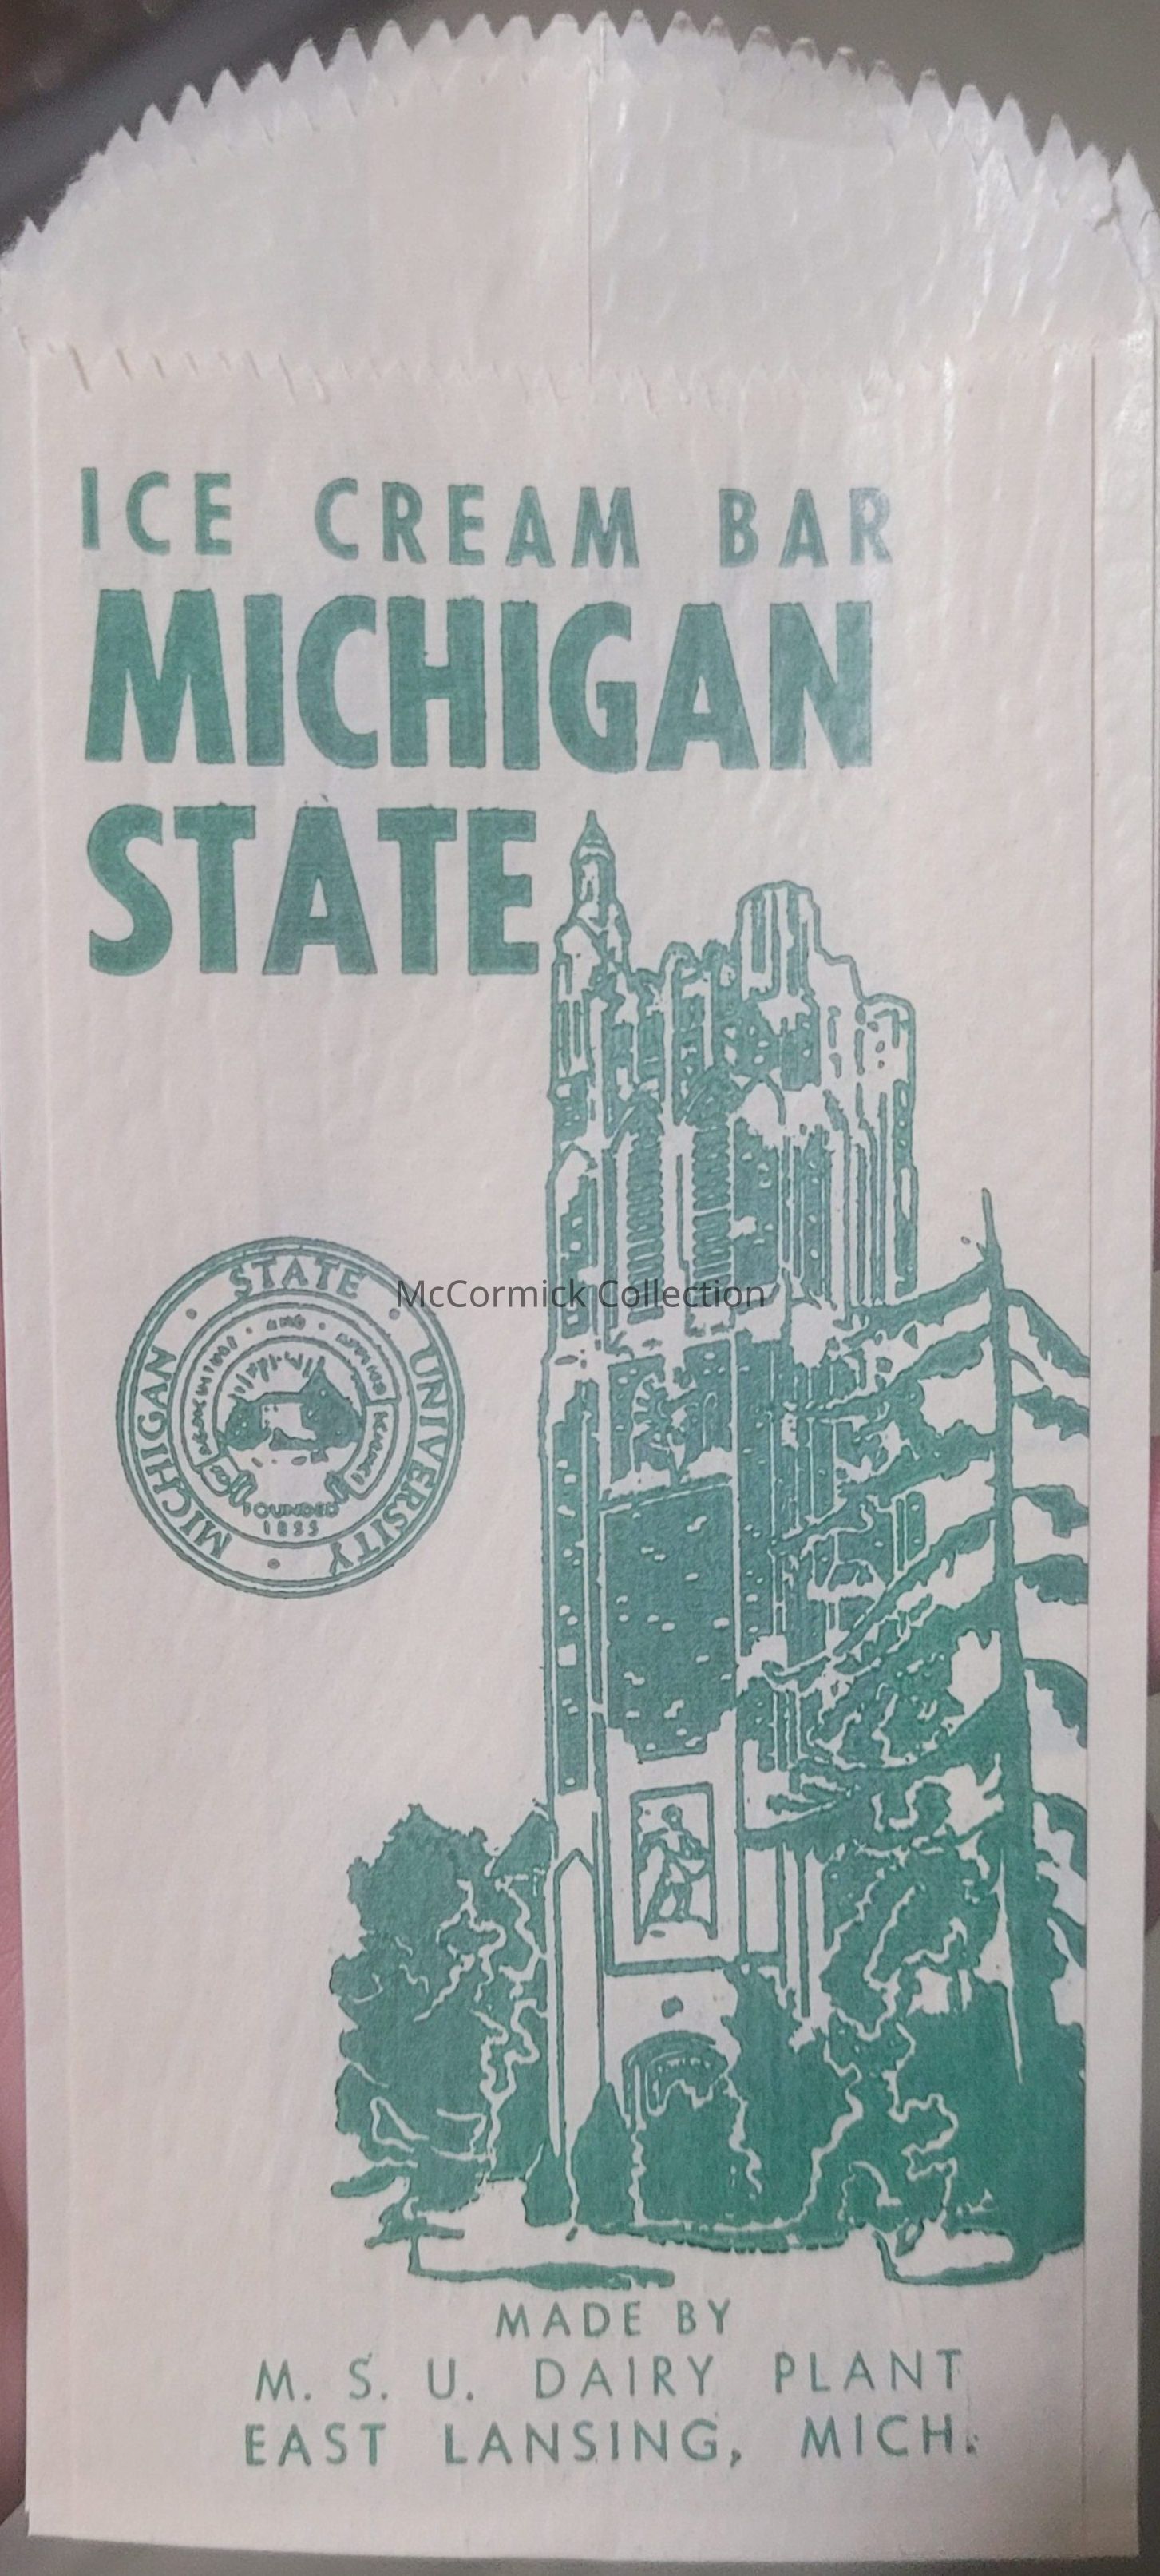 ICE CREAM BAR
MICHIGAN
STATE
McCormick Collection
MICHIGAN • STATE • UNIVERSITY •
AND
FOUNDED
1855
MADE BY
M. S. U. DAIRY PLANT
EAST LANSING, MICH.